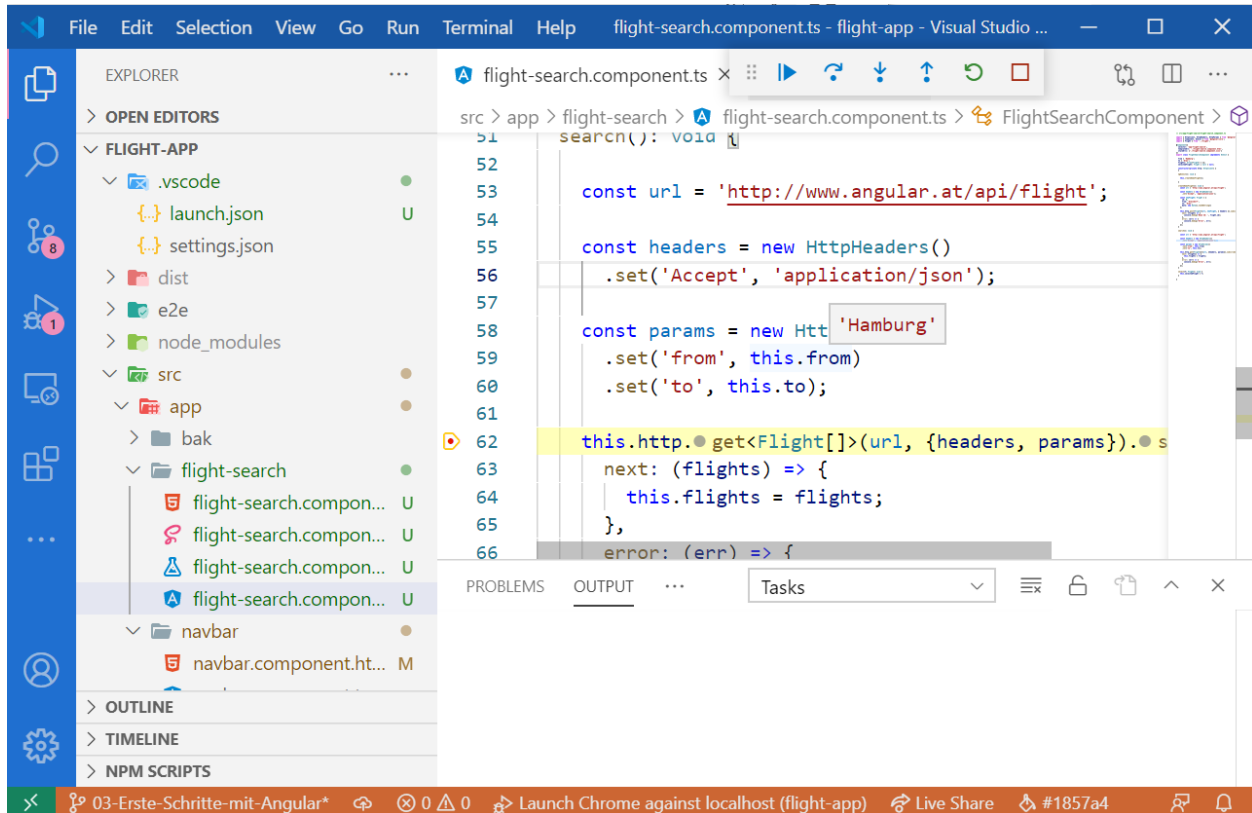 File Edit Selection View Go Run Terminal Help flight-search.component.ts - flight-app - Visual Studio ...
EXPLORER
OPEN EDITORS
FLIGHT-APP
.vscode
{..} launch.json U
{..} settings.json
dist
e2e
node_modules
src
app
bak
flight-search
flight-search.compon... U
flight-search.compon... U
flight-search.compon... U
flight-search.compon... U
navbar
navbar.component.ht... M
OUTLINE
TIMELINE
NPM SCRIPTS
8
1
flight-search.component.ts
src > app > flight-search > flight-search.component.ts > FlightSearchComponent >
51 search(): void {
52
53 const url = 'http://www.angular.at/api/flight';
54
55 const headers = new HttpHeaders()
56 .set('Accept', 'application/json');
57
58 const params = new Htt
'Hamburg'
59 .set('from', this.from)
60 .set('to', this.to);
61
62 this.http.get<Flight[]>(url, {headers, params}).s
63 next: (flights) => {
64 this.flights = flights;
65 },
66 error: (err) => {
PROBLEMS OUTPUT ... Tasks
03-Erste-Schritte-mit-Angular* 0 0 Launch Chrome against localhost (flight-app) Live Share #1857a4